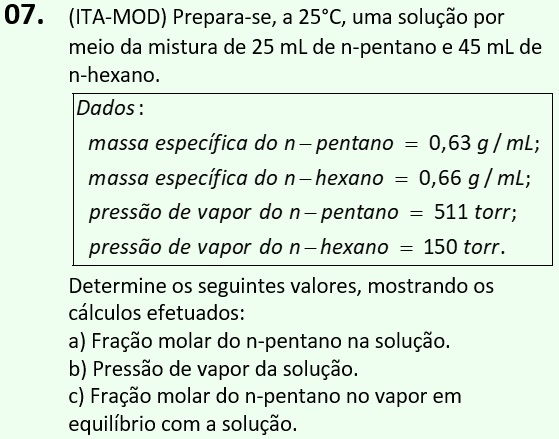 07. (ITA-MOD) Prepara-se, a 25°C, uma solução por
meio da mistura de 25 mL de n-pentano e 45 mL de
n-hexano.
Dados:
massa específica do n – pentano = 0,63 g / mL;
massa específica do n – hexano = 0,66 g / mL;
pressão de vapor do n – pentano = 511 torr;
pressão de vapor do n – hexano = 150 torr.
Determine os seguintes valores, mostrando os
cálculos efetuados:
a) Fração molar do n-pentano na solução.
b) Pressão de vapor da solução.
c) Fração molar do n-pentano no vapor em
equilíbrio com a solução.